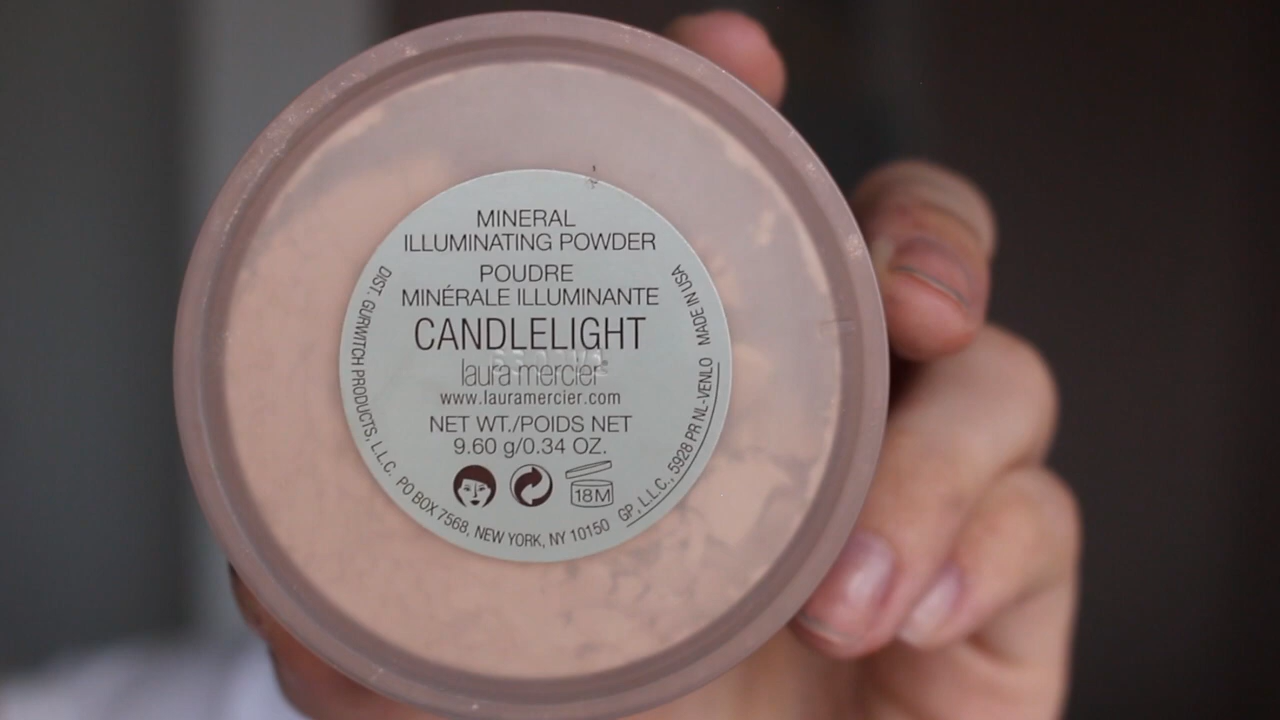 MINERAL
ILLUMINATING POWDER
POUDRE
MINÉRALE ILLUMINANTE
CANDLELIGHT
laura mercier
www.lauramercier.com
NET WT./POIDS NET
9.60 g/0.34 OZ.
18M
DIST: GURWITCH PRODUCTS, L.L.C. PO BOX 7568, NEW YORK, NY 10150 GP, L.L.C., 5928 PR NL-VENLO MADE IN USA